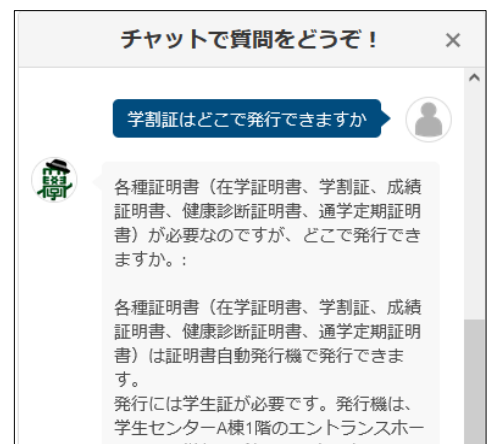 チャットで質問をどうぞ！
学割証はどこで発行できますか
各種証明書（在学証明書、学割証、成績
証明書、健康診断証明書、通学定期証明
書）が必要なのですが、どこで発行でき
ますか。:
各種証明書（在学証明書、学割証、成績
証明書、健康診断証明書、通学定期証明
書）は証明書自動発行機で発行できま
す。
発行には学生証が必要です。発行機は、
学生センターA棟1階のエントランスホー